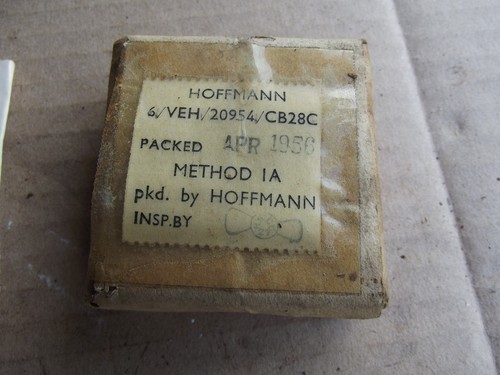 HOFFMANN
6/VEH/20954/CB28C
PACKED APR 1956
METHOD 1A
pkd. by HOFFMANN
INSP.BY